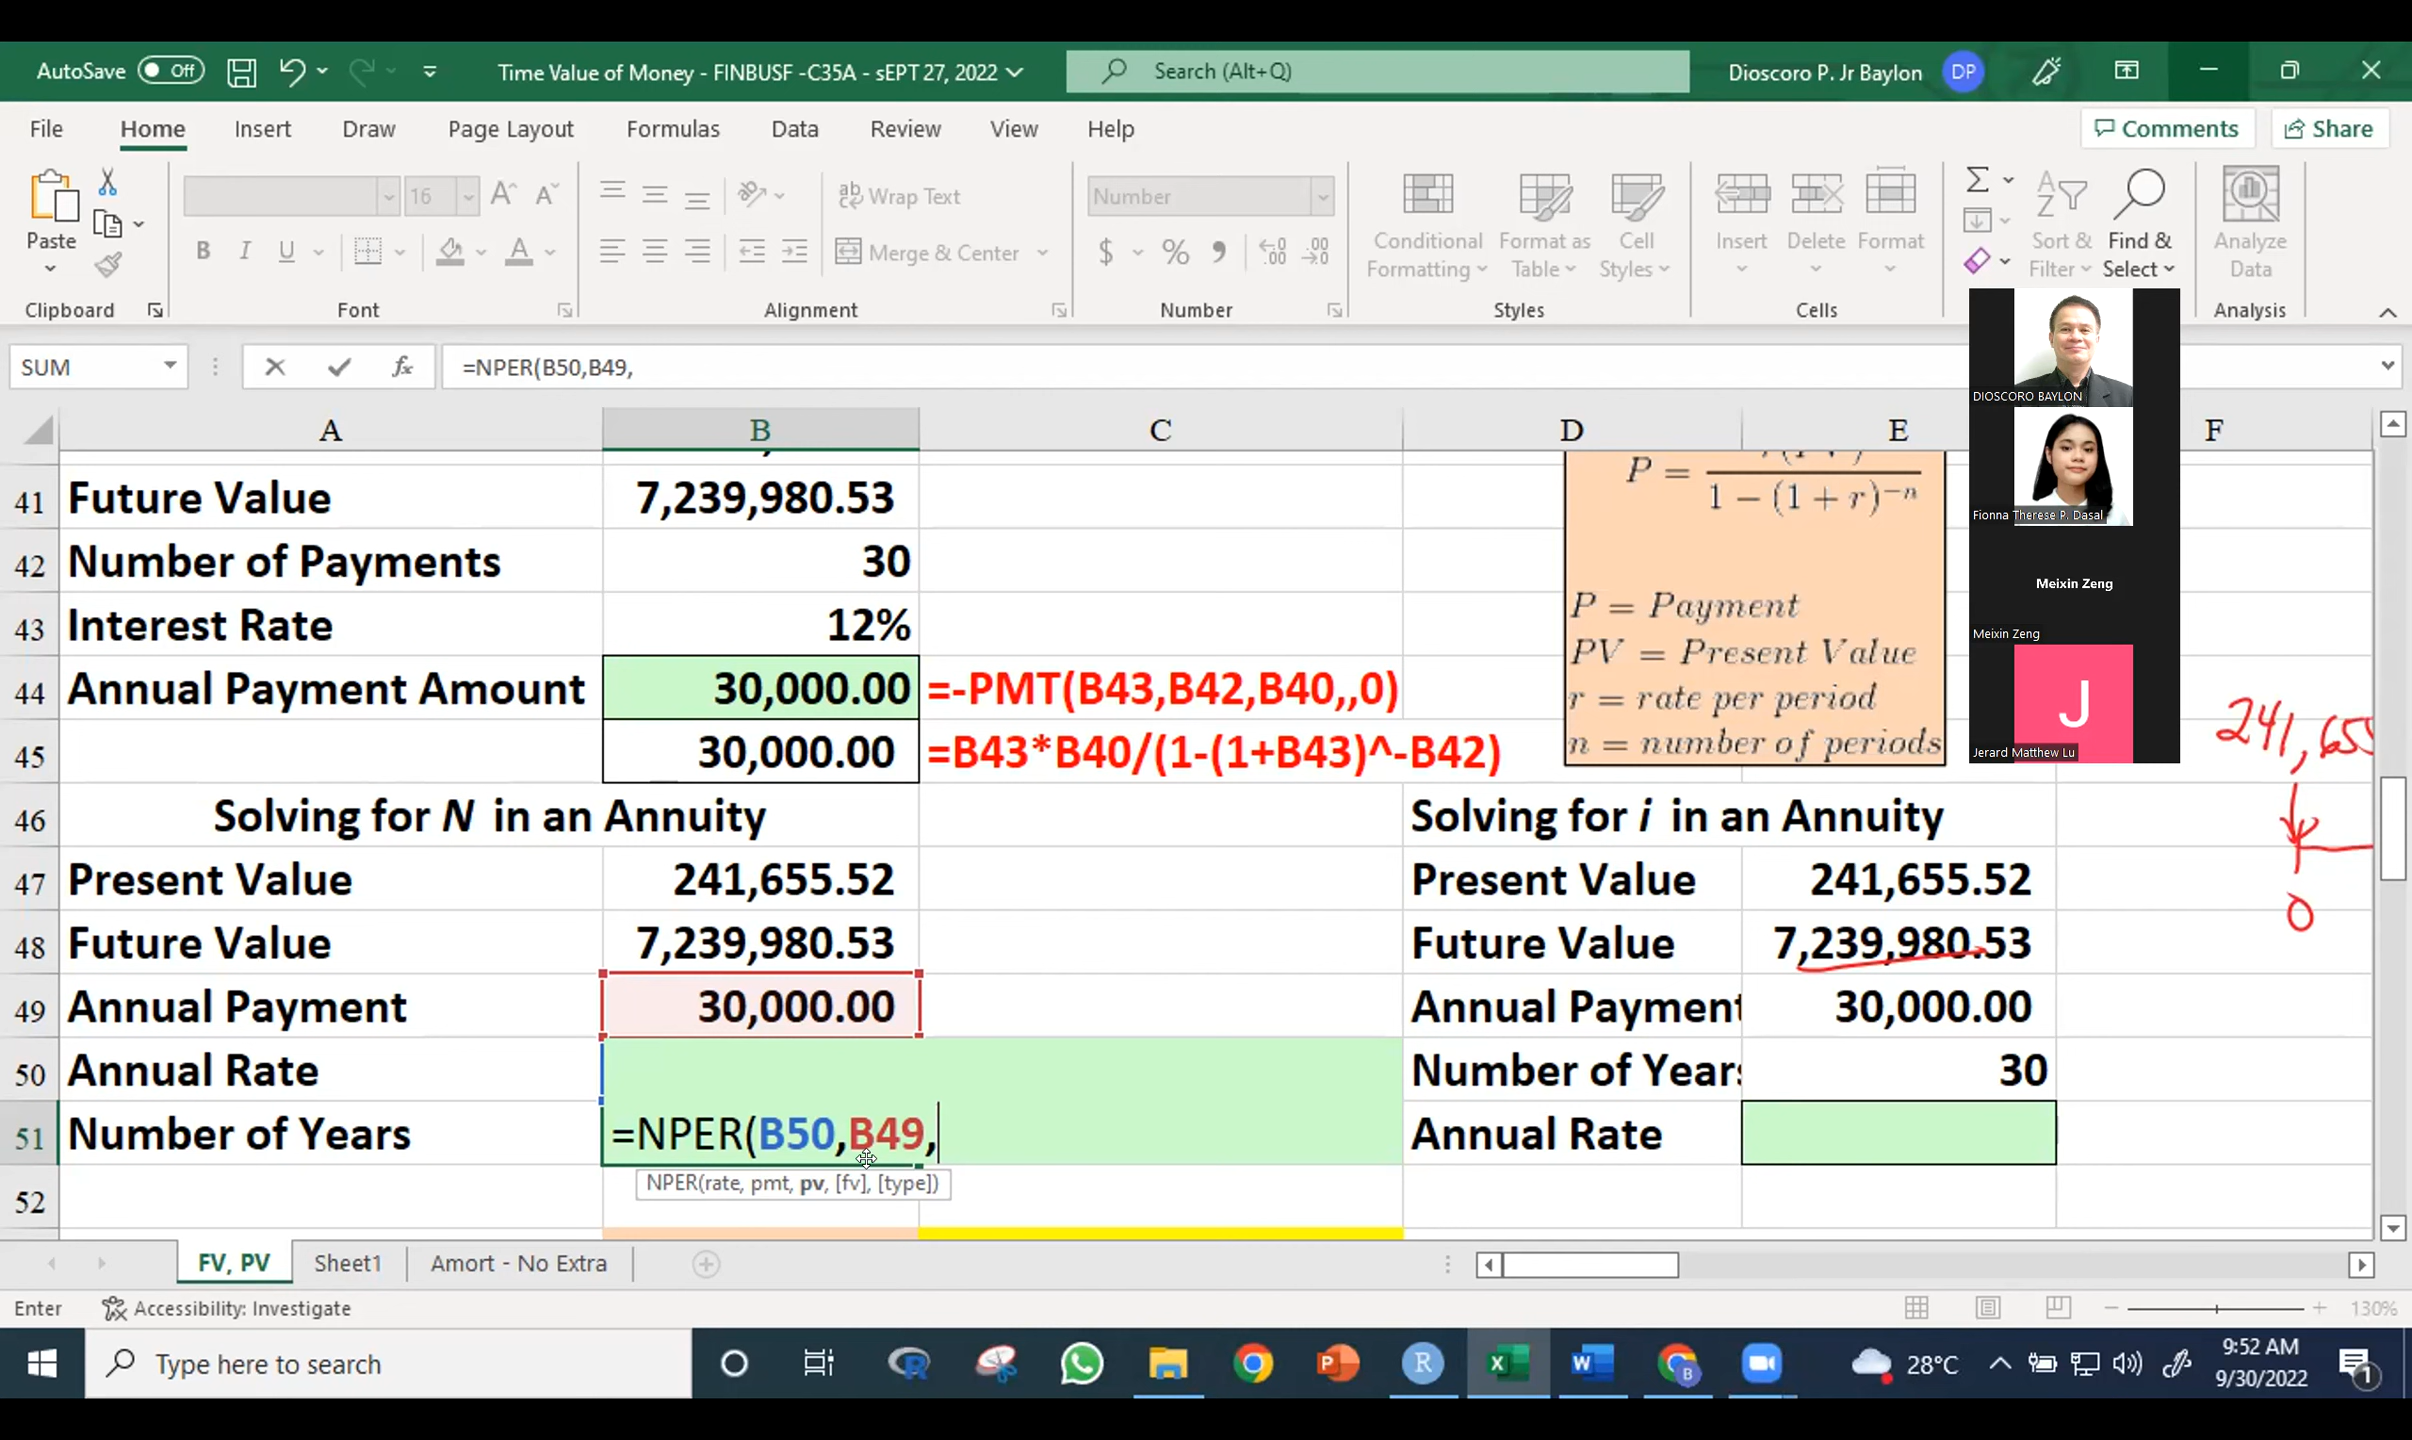 AutoSave Off
Time Value of Money - FINBUSF -C35A - sEPT 27, 2022
Search (Alt+Q)
Dioscoro P. Jr Baylon DP
File Home Insert Draw Page Layout Formulas Data Review View Help
Comments Share
Paste
16
Wrap Text
Merge & Center
Number
Conditional Formatting
Format as Table
Cell Styles
Insert Delete Format
Sort & Filter
Find & Select
Analyze Data
Clipboard Font Alignment Number Styles Cells Analysis
SUM
fx
=NPER(B50,B49,
A B C D E F
41 Future Value 7,239,980.53
42 Number of Payments 30
43 Interest Rate 12%
44 Annual Payment Amount 30,000.00 =-PMT(B43,B42,B40,,0)
45 30,000.00 =B43*B40/(1-(1+B43)^-B42)
P =
1 − (1 + r)^−n
P = Payment
PV = Present Value
r = rate per period
n = number of periods
DIOSCORO BAYLON
Fionna Therese P. Dasal
Meixin Zeng
Meixin Zeng
J
Jerard Matthew Lu
241,655
0
46 Solving for N in an Annuity Solving for i in an Annuity
47 Present Value 241,655.52 Present Value 241,655.52
48 Future Value 7,239,980.53 Future Value 7,239,980.53
49 Annual Payment 30,000.00 Annual Payment 30,000.00
50 Annual Rate Number of Years 30
51 Number of Years =NPER(B50,B49, Annual Rate
NPER(rate, pmt, pv, [fv], [type])
52
FV, PV Sheet1 Amort - No Extra
Enter Accessibility: Investigate 130%
Type here to search
28°C
9:52 AM
9/30/2022
1